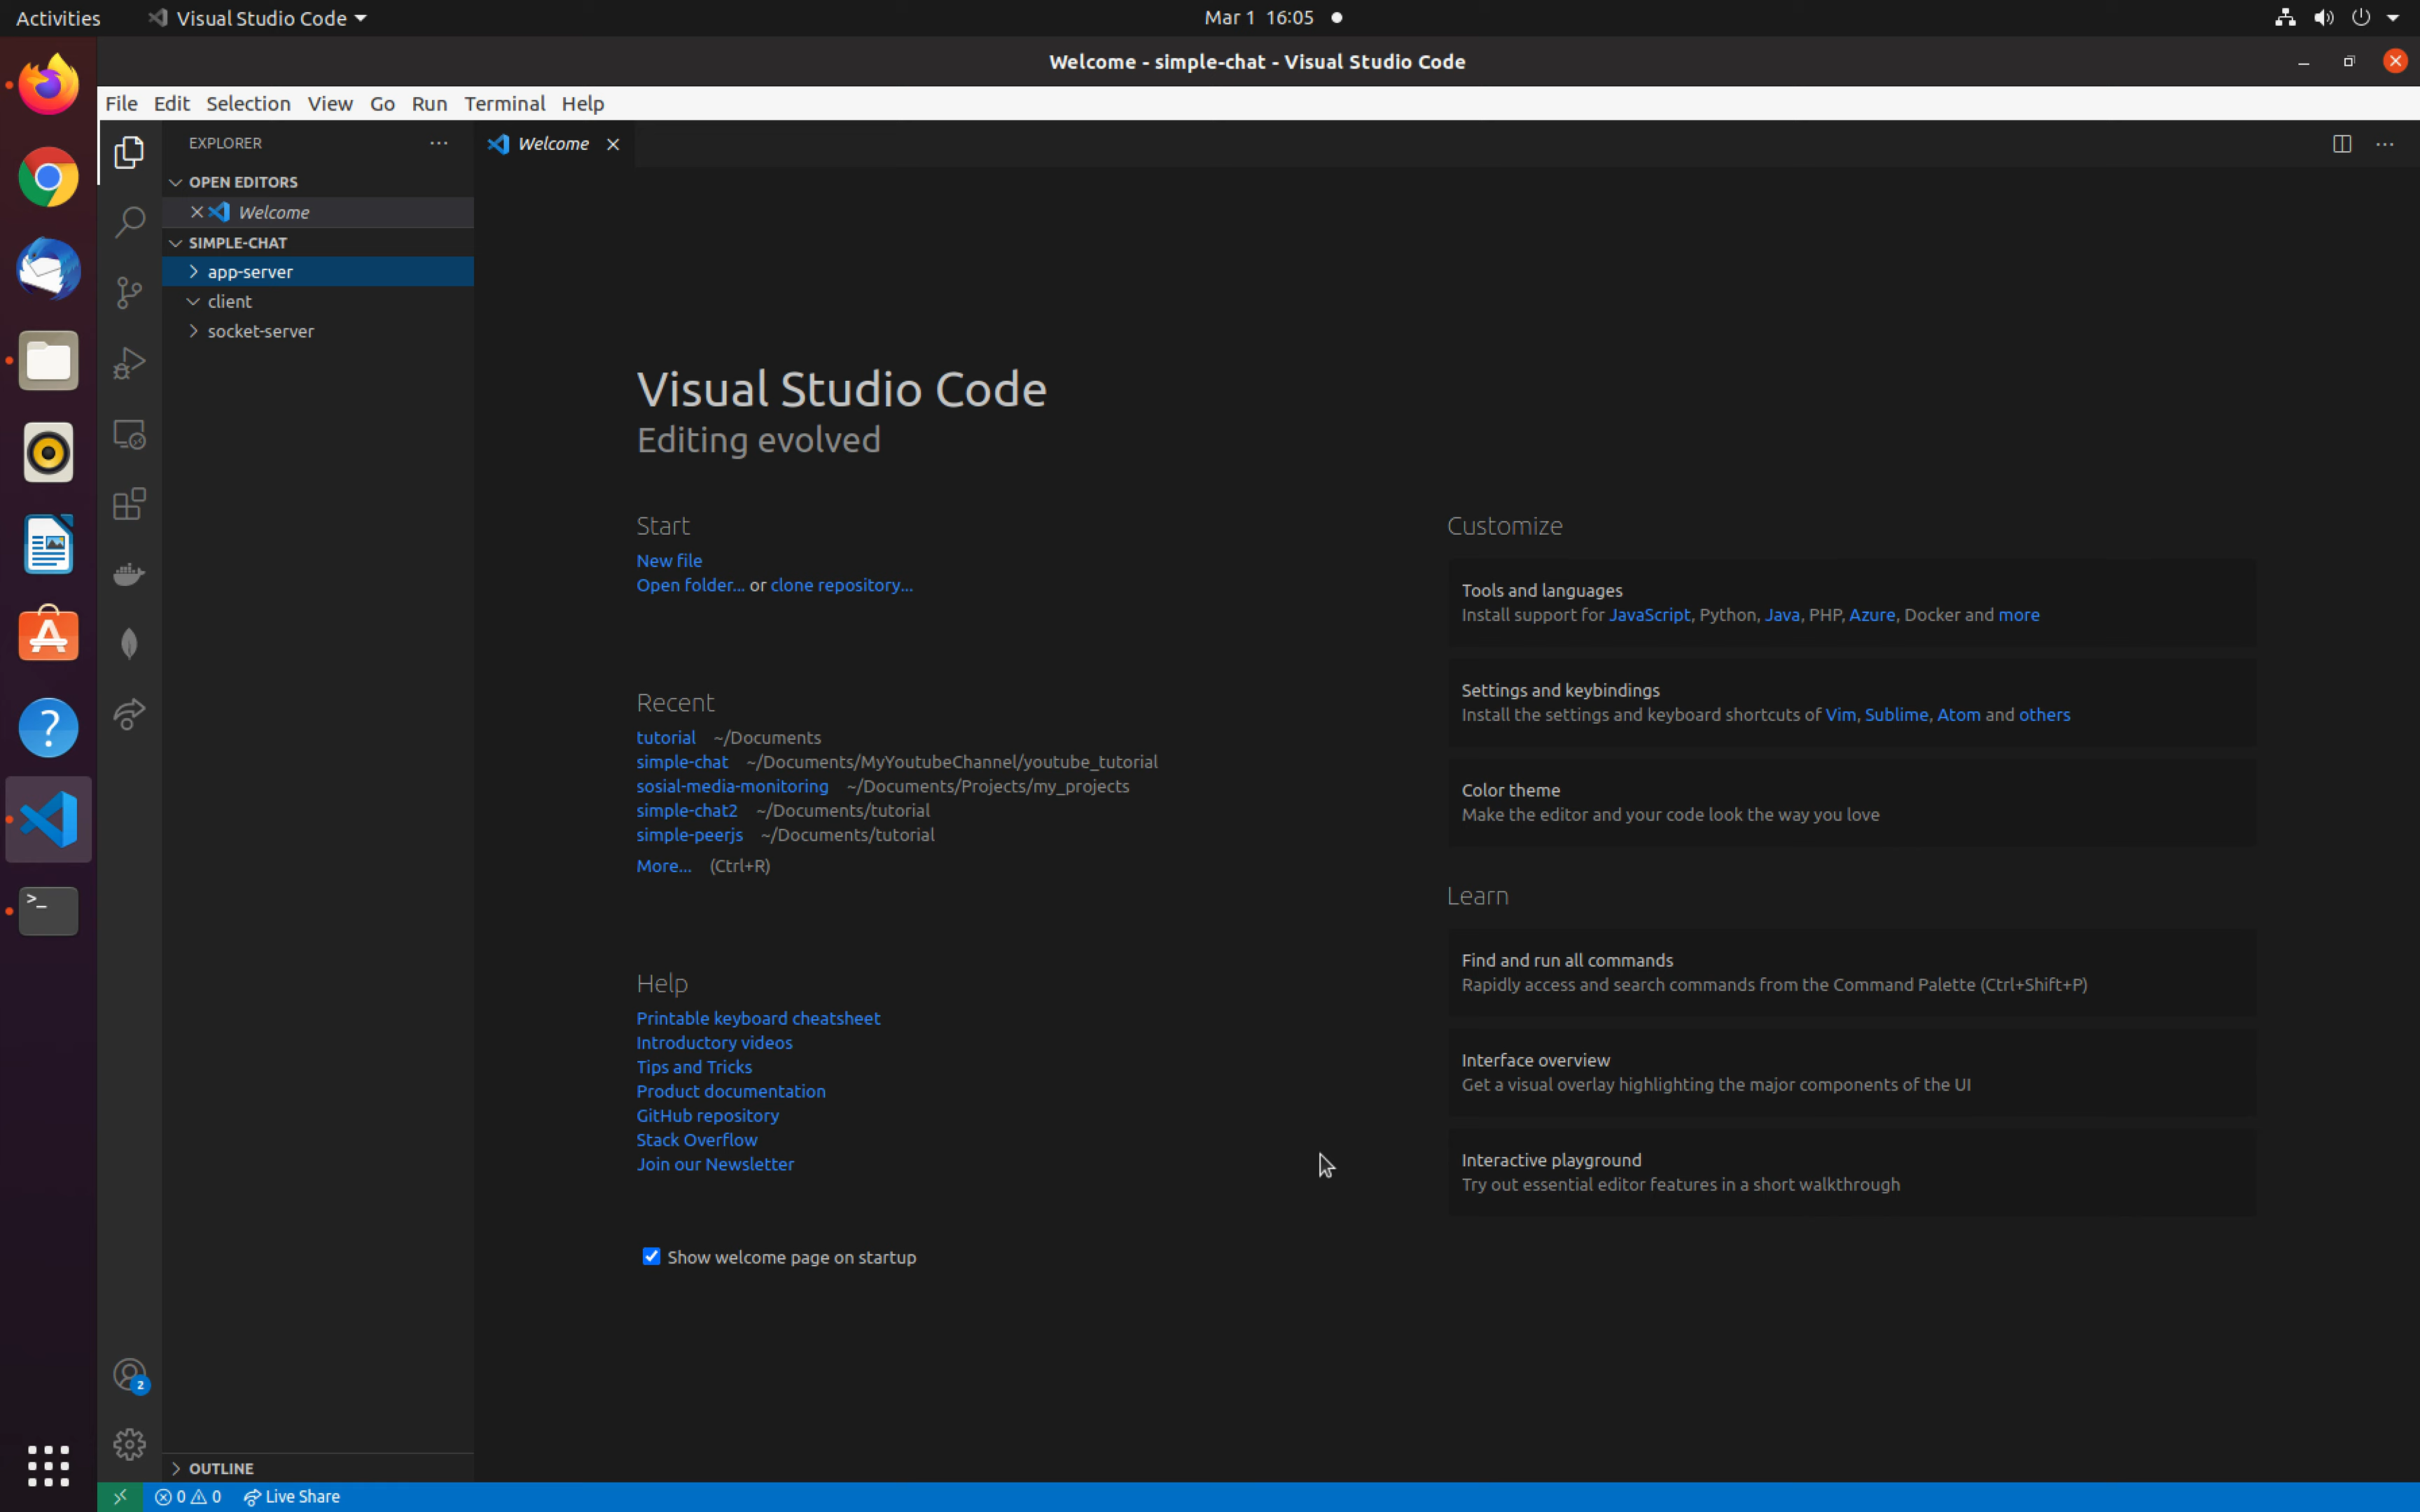 Activities Visual Studio Code Mar 1 16:05
Welcome - simple-chat - Visual Studio Code
File Edit Selection View Go Run Terminal Help
EXPLORER
Welcome
OPEN EDITORS
Welcome
SIMPLE-CHAT
app-server
client
socket-server
OUTLINE
Visual Studio Code
Editing evolved
Start
New file
Open folder... or clone repository...
Recent
tutorial ~/Documents
simple-chat ~/Documents/MyYoutubeChannel/youtube_tutorial
sosial-media-monitoring ~/Documents/Projects/my_projects
simple-chat2 ~/Documents/tutorial
simple-peerjs ~/Documents/tutorial
More... (Ctrl+R)
Help
Printable keyboard cheatsheet
Introductory videos
Tips and Tricks
Product documentation
GitHub repository
Stack Overflow
Join our Newsletter
Show welcome page on startup
Customize
Tools and languages
Install support for JavaScript, Python, Java, PHP, Azure, Docker and more
Settings and keybindings
Install the settings and keyboard shortcuts of Vim, Sublime, Atom and others
Color theme
Make the editor and your code look the way you love
Learn
Find and run all commands
Rapidly access and search commands from the Command Palette (Ctrl+Shift+P)
Interface overview
Get a visual overlay highlighting the major components of the UI
Interactive playground
Try out essential editor features in a short walkthrough
2
0 0 Live Share